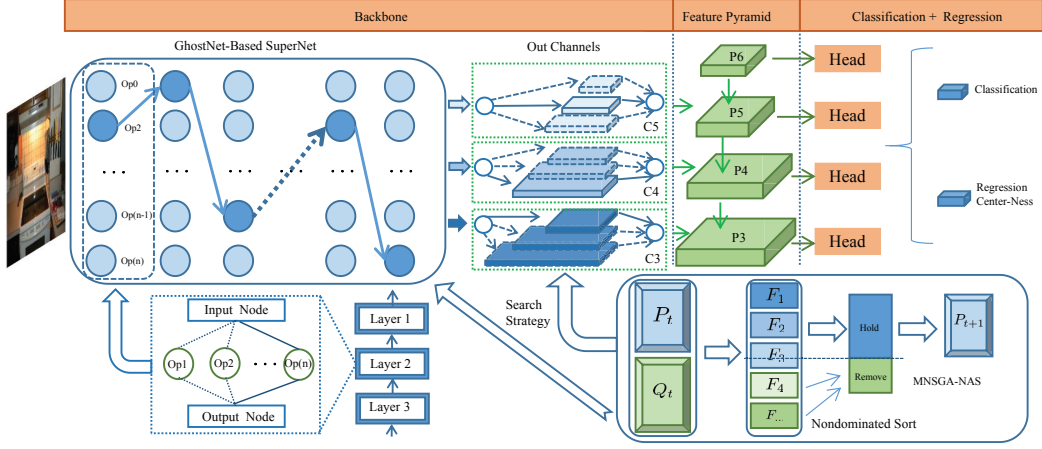 Backbone
Feature Pyramid
Classification + Regression
GhostNet-Based SuperNet
Out Channels
Op0
Op2
. . .
. . .
. . .
. . .
. . .
Op(n-1)
Op(n)
C5
C4
C3
P6
P5
P4
P3
Head
Head
Head
Head
Classification
Regression
Center-Ness
Input Node
Op1
Op2
. . .
Op(n)
Output Node
Layer 1
Layer 2
Layer 3
Search
Strategy
P_t
Q_t
F_1
F_2
F_3
F_4
F_...
Hold
Remove
P_{t+1}
MNSGA-NAS
Nondominated Sort